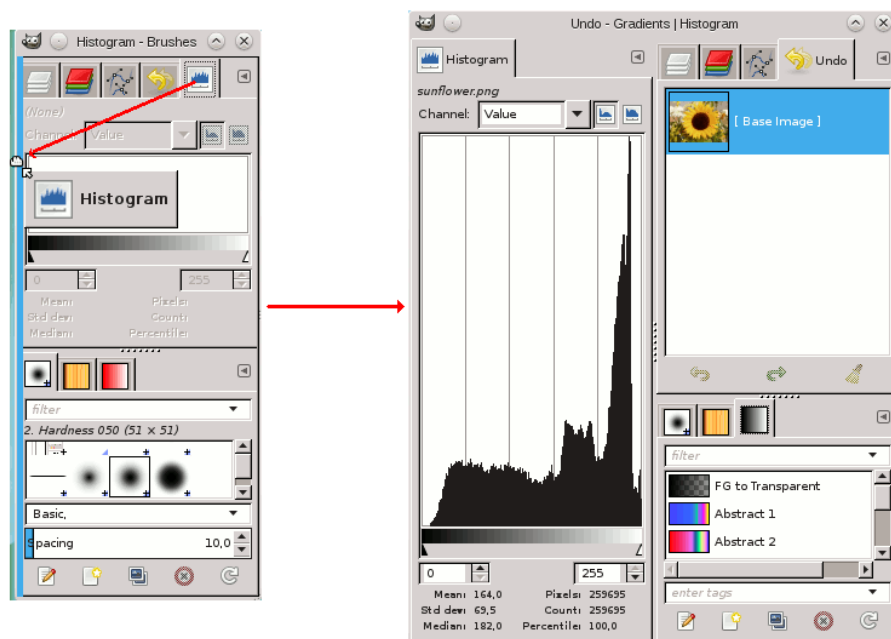 Histogram - Brushes
(None)
Channel: Value
Histogram
0 255
Mean: Pixels:
Std dev: Count:
Median: Percentile:
filter
2. Hardness 050 (51 × 51)
Basic,
Spacing 10,0
Undo - Gradients | Histogram
Histogram
sunflower.png
Channel: Value
0 255
Mean: 164,0 Pixels: 259695
Std dev: 69,5 Count: 259695
Median: 182,0 Percentile: 100,0
Undo
[ Base Image ]
filter
FG to Transparent
Abstract 1
Abstract 2
enter tags